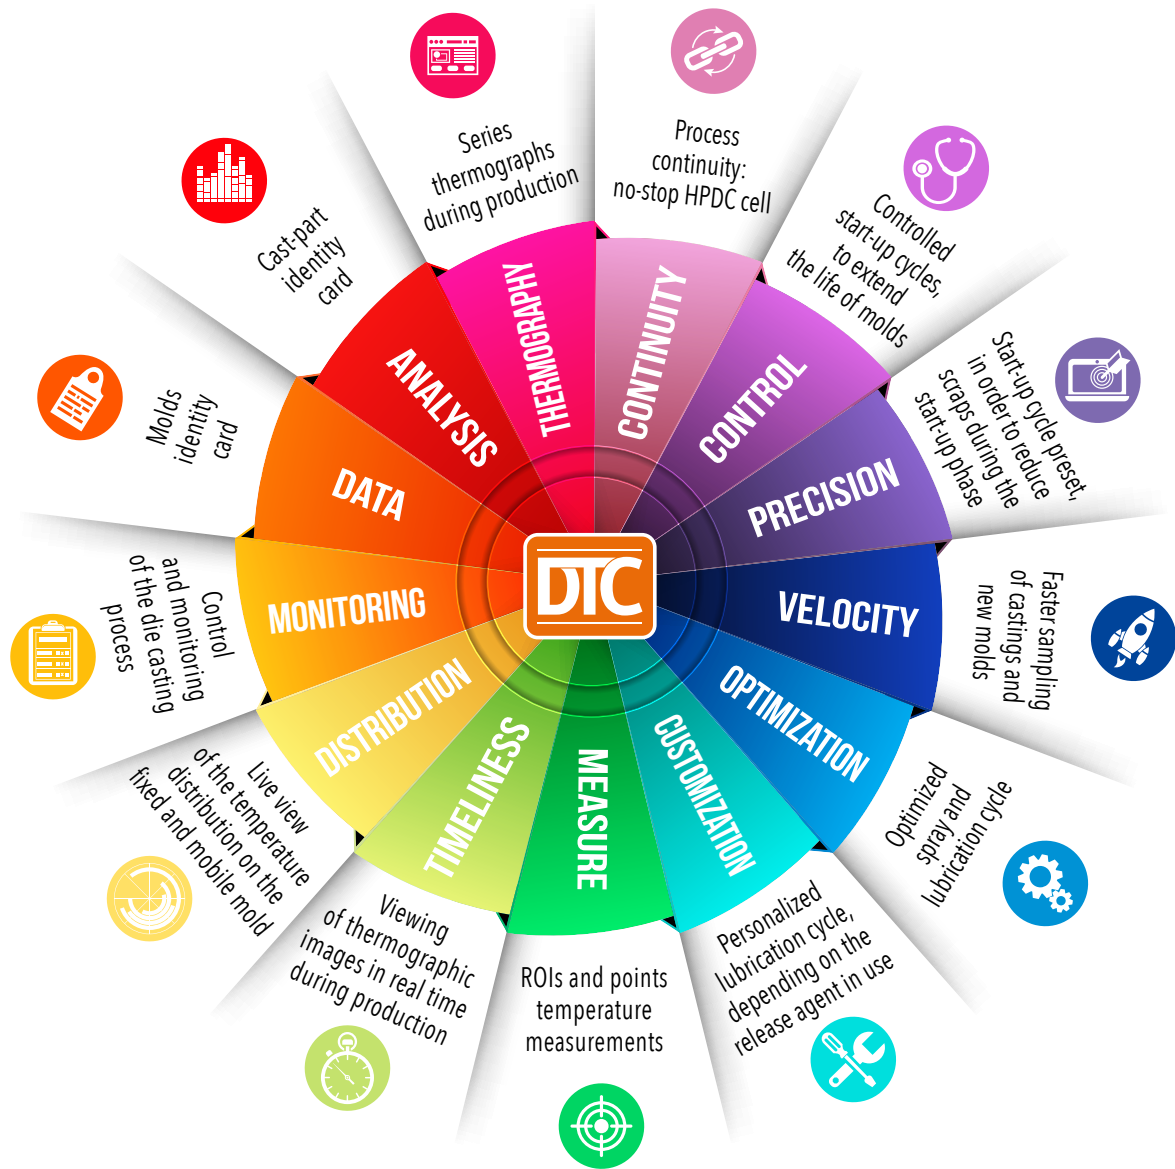 DTC
CONTINUITY
Process
continuity:
no-stop HPDC cell
CONTROL
Controlled
start-up cycles,
to extend
the life of molds
PRECISION
Start-up cycle preset,
in order to reduce
scraps during the
start-up phase
VELOCITY
Faster sampling
of castings and
new molds
OPTIMIZATION
Optimized
spray and
lubrication cycle
CUSTOMIZATION
Personalized
lubrication cycle,
depending on the
release agent in use
MEASURE
ROIs and points
temperature
measurements
TIMELINESS
Viewing
of thermographic
images in real time
during production
DISTRIBUTION
Live view
of the temperature
distribution on the
fixed and mobile mold
MONITORING
Control
and monitoring
of the die casting
process
DATA
Molds
identity
card
ANALYSIS
Cast-part
identity
card
THERMOGRAPHY
Series
thermographs
during production